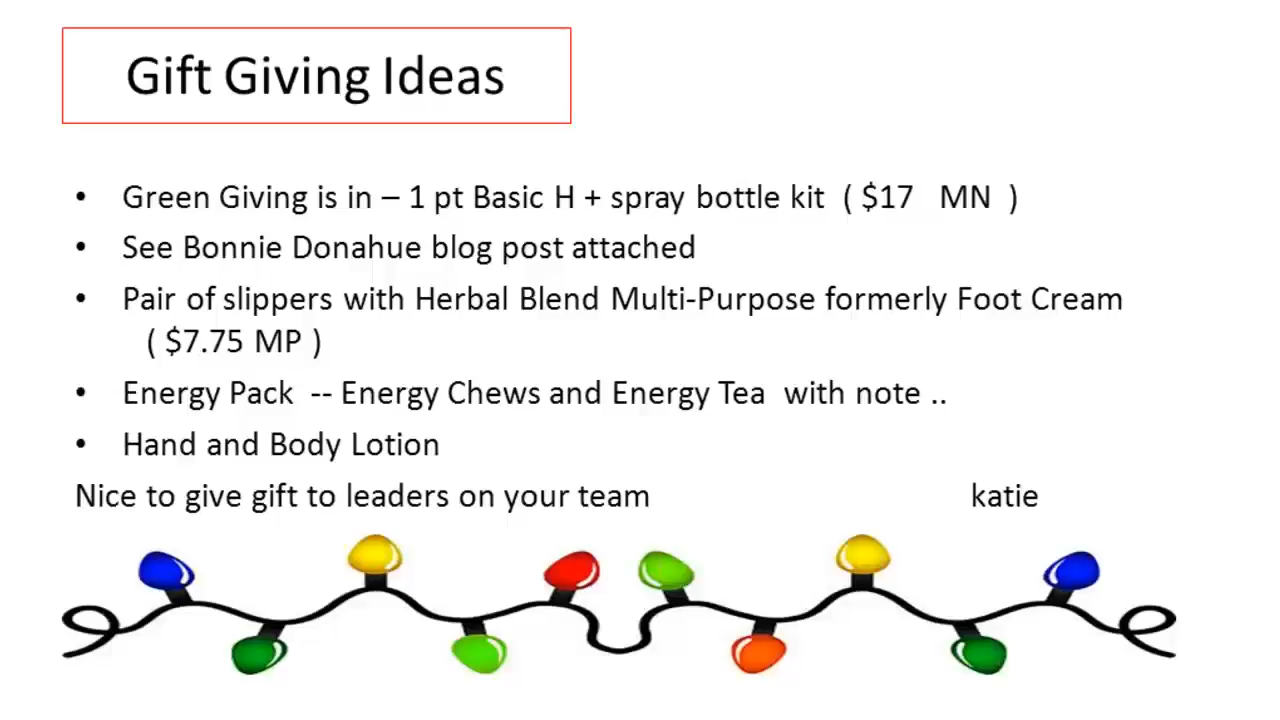 Gift Giving Ideas
• Green Giving is in – 1 pt Basic H + spray bottle kit ( $17 MN )
• See Bonnie Donahue blog post attached
• Pair of slippers with Herbal Blend Multi-Purpose formerly Foot Cream
( $7.75 MP )
• Energy Pack -- Energy Chews and Energy Tea with note ..
• Hand and Body Lotion
Nice to give gift to leaders on your team katie